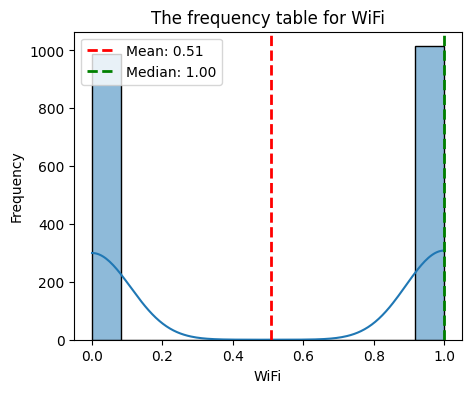 The frequency table for WiFi
Mean: 0.51
Median: 1.00
Frequency
1000
800
600
400
200
0
0.0 0.2 0.4 0.6 0.8 1.0
WiFi